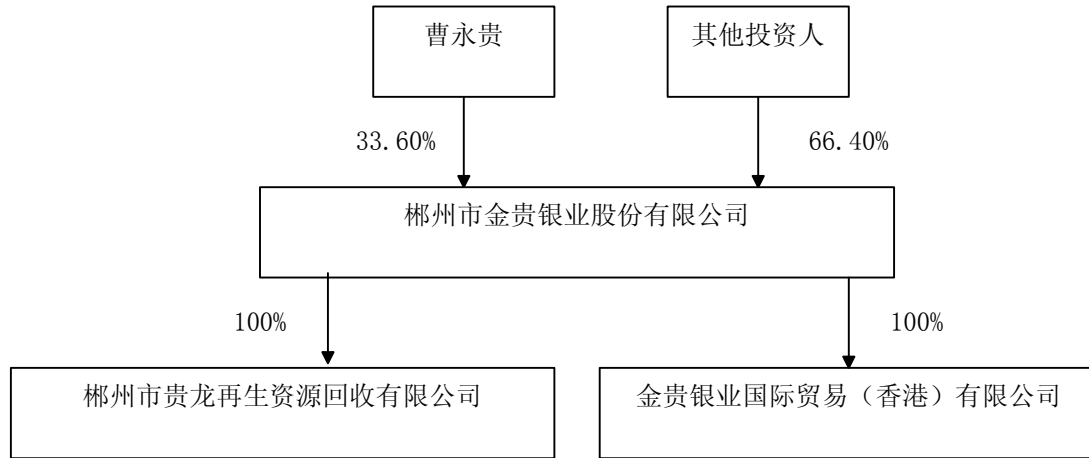 曹永贵
其他投资人
33.60%
66.40%
郴州市金贵银业股份有限公司
100%
100%
郴州市贵龙再生资源回收有限公司
金贵银业国际贸易（香港）有限公司